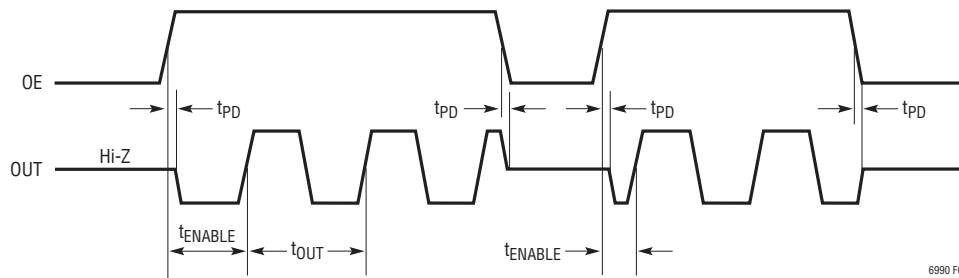 OE
tPD
tPD
tPD
tPD
Hi-Z
OUT
tENABLE
tOUT
tENABLE